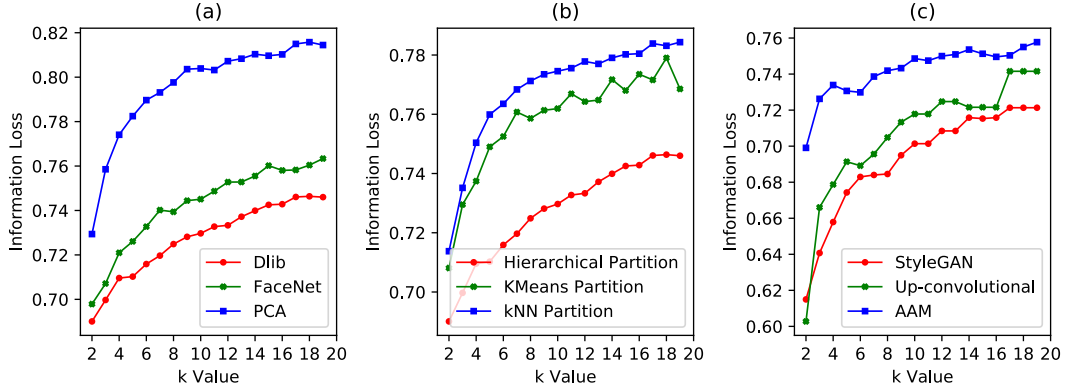 (a)
0.82
0.80
0.78
0.76
0.74
0.72
0.70
Information Loss
Dlib
FaceNet
PCA
2 4 6 8 10 12 14 16 18 20
k Value
(b)
0.78
0.76
0.74
0.72
0.70
Information Loss
Hierarchical Partition
KMeans Partition
kNN Partition
2 4 6 8 10 12 14 16 18 20
k Value
(c)
0.76
0.74
0.72
0.70
0.68
0.66
0.64
0.62
0.60
Information Loss
StyleGAN
Up-convolutional
AAM
2 4 6 8 10 12 14 16 18 20
k Value